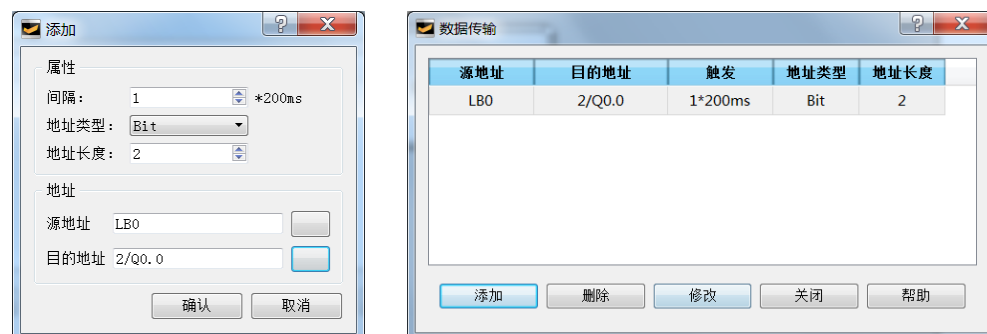 添加
属性
间隔： 1 *200ms
地址类型： Bit
地址长度： 2
地址
源地址 LB0
目的地址 2/Q0.0
确认 取消
数据传输
源地址 目的地址 触发 地址类型 地址长度
LB0 2/Q0.0 1*200ms Bit 2
添加 删除 修改 关闭 帮助